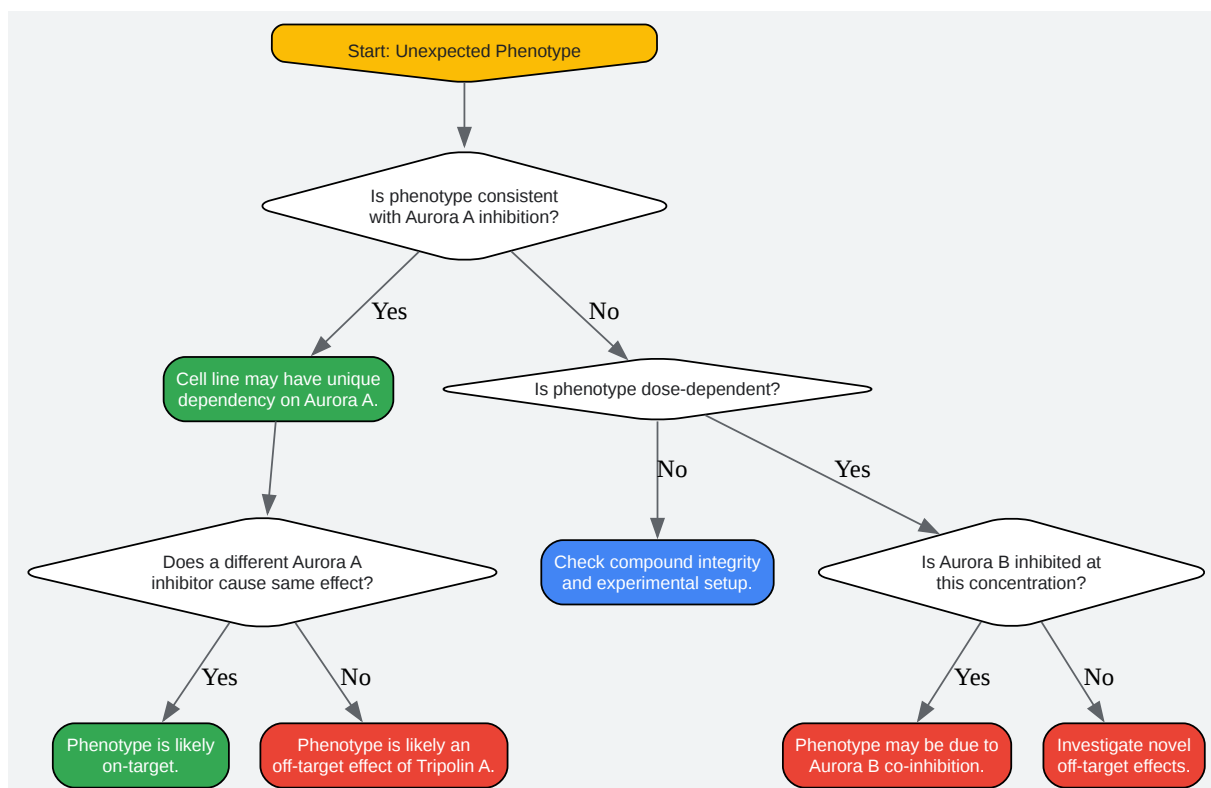 Start: Unexpected Phenotype
Is phenotype consistent
with Aurora A inhibition?
Yes
No
Cell line may have unique
dependency on Aurora A.
Is phenotype dose-dependent?
No
Yes
Does a different Aurora A
inhibitor cause same effect?
Check compound integrity
and experimental setup.
Is Aurora B inhibited at
this concentration?
Yes
No
Yes
No
Phenotype is likely
on-target.
Phenotype is likely an
off-target effect of Tripolin A.
Phenotype may be due to
Aurora B co-inhibition.
Investigate novel
off-target effects.